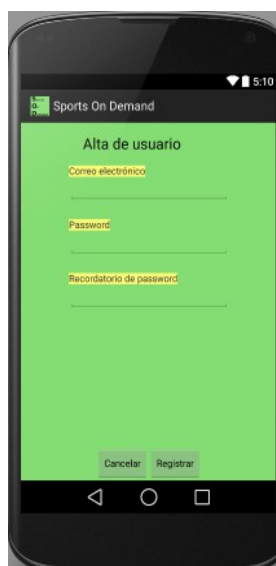 5:10
Sports On Demand
Alta de usuario
Correo electrónico
Password
Recordatorio de password
Cancelar Registrar